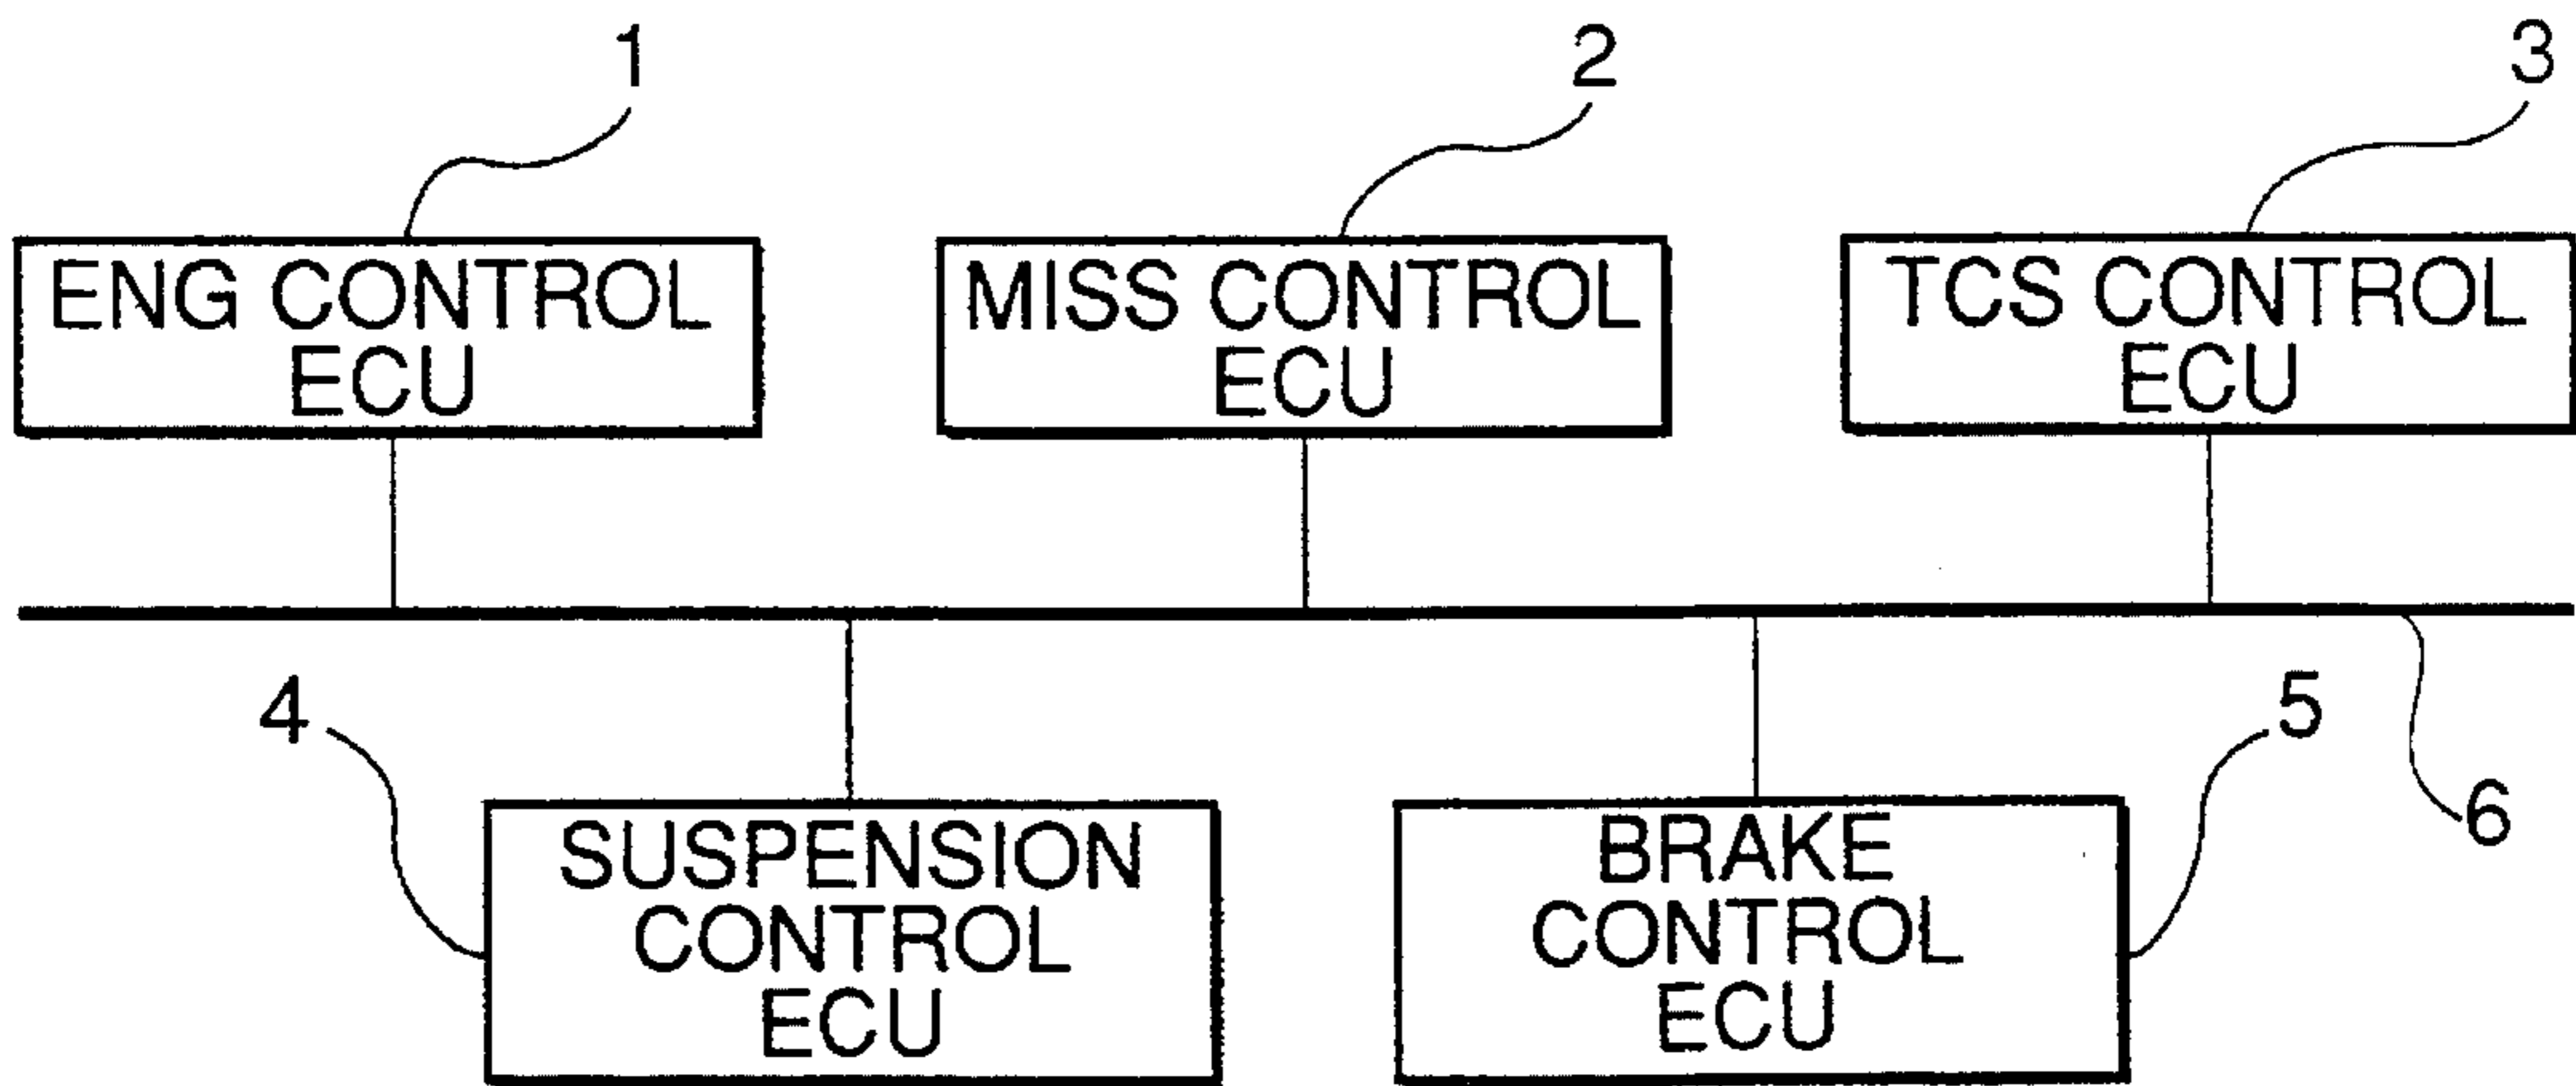 1
2
3
ENG CONTROL
ECU
MISS CONTROL
ECU
TCS CONTROL
ECU
4
5
6
SUSPENSION
CONTROL
ECU
BRAKE
CONTROL
ECU